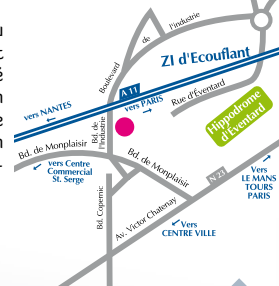 l'industrie
de
Boulevard
ZI d'Ecouflant
A 11
vers NANTES
vers PARIS
Rue d'Éventard
Hippodrome
d'Éventard
Bd. de
l'Industrie
Bd. de Monplaisir
Bd. de Monplaisir
vers Centre
Commercial
St. Serge
N 23
Vers
LE MANS
TOURS
PARIS
Bd. Copernic
Av. Victor Chatenay
Vers
CENTRE VILLE